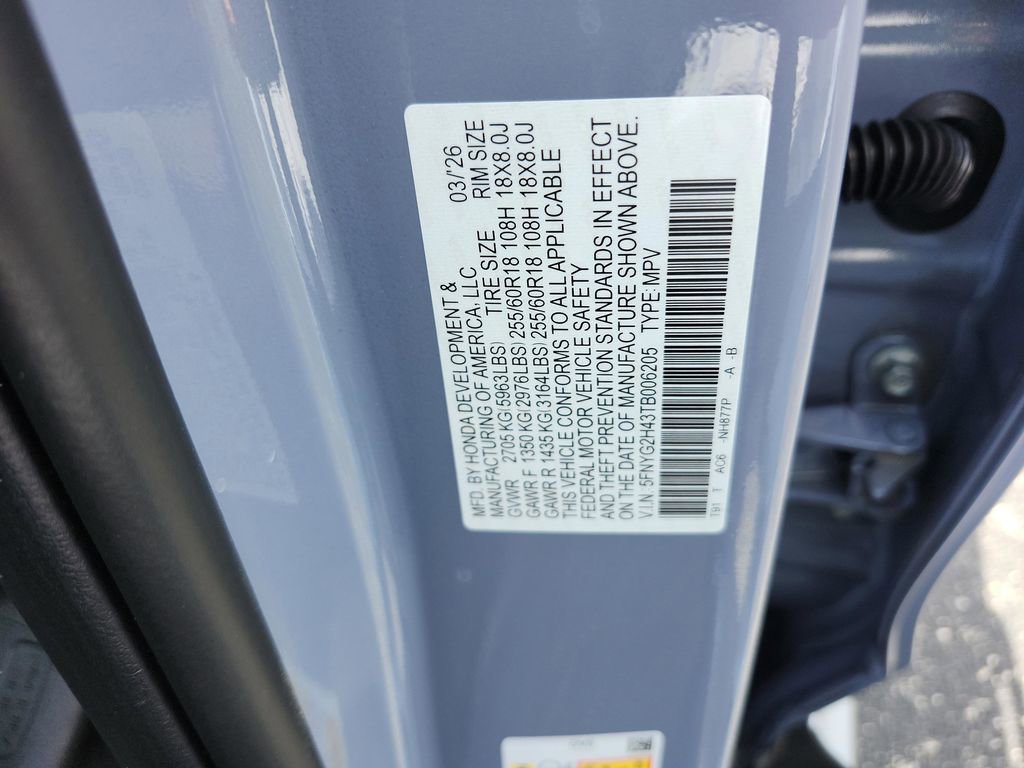 MFD. BY HONDA DEVELOPMENT & 03/'26
MANUFACTURING OF AMERICA, LLC
TIRE SIZE RIM SIZE
GVWR 2705 KG(5963LBS)
GAWR F 1350 KG(2976LBS) 255/60R18 108H 18X8.0J
GAWR R 1435 KG(3164LBS) 255/60R18 108H 18X8.0J
THIS VEHICLE CONFORMS TO ALL APPLICABLE
FEDERAL MOTOR VEHICLE SAFETY
AND THEFT PREVENTION STANDARDS IN EFFECT
ON THE DATE OF MANUFACTURE SHOWN ABOVE.
V.I.N. 5FNYG2H43TB006205 TYPE: MPV
T91 T AC6 -NH877P -A -B